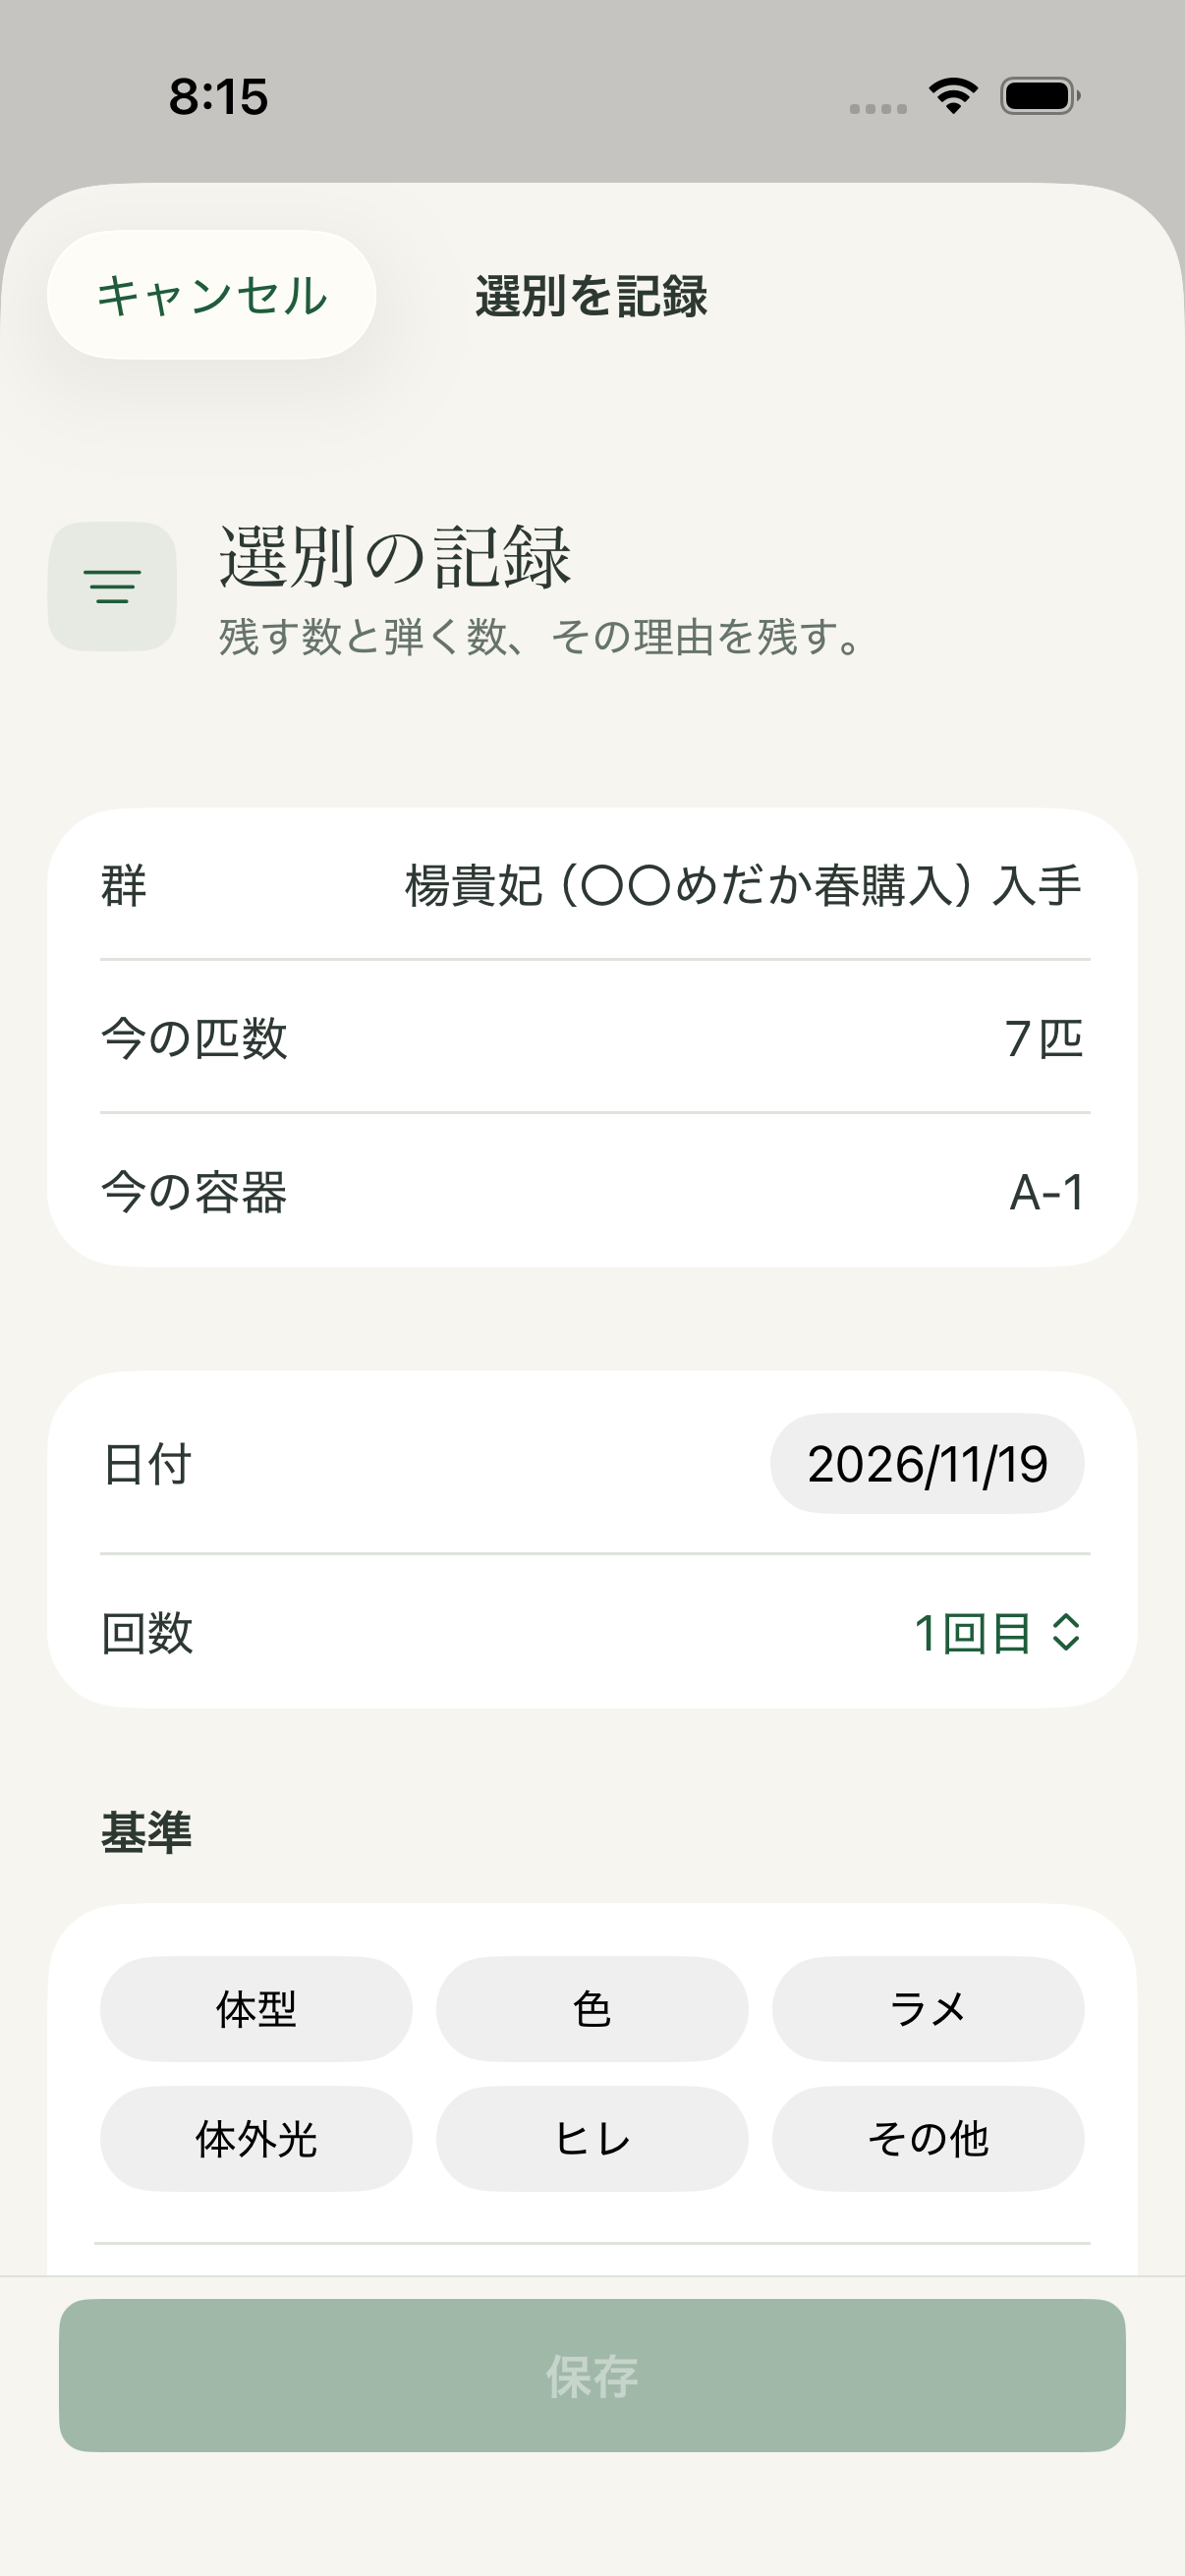 8:15
キャンセル
選別を記録
選別の記録
残す数と弾く数、その理由を残す。
群 楊貴妃（〇〇めだか春購入）入手
今の匹数 7匹
今の容器 A-1
日付 2026/11/19
回数 1回目
基準
体型 色 ラメ
体外光 ヒレ その他
保存